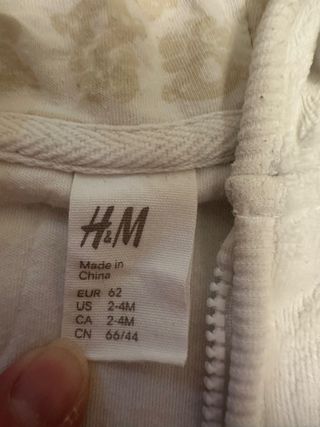 H&M
Made in
China
EUR 62
US 2-4M
CA 2-4M
CN 66/44